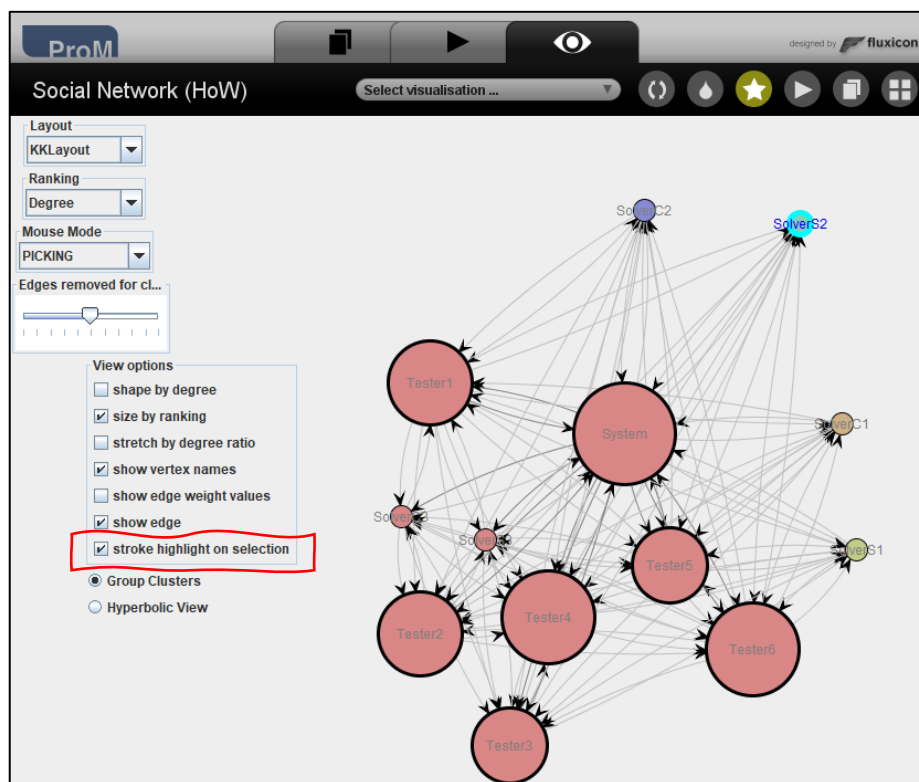 ProM
designed by fluxicon
Social Network (HoW)
Select visualisation ...
Layout
KKLayout
Ranking
Degree
Mouse Mode
PICKING
Edges removed for cl...
View options
shape by degree
size by ranking
stretch by degree ratio
show vertex names
show edge weight values
show edge
stroke highlight on selection
Group Clusters
Hyperbolic View
SolverC2
SolverS2
Tester1
System
SolverC1
SolverS1
Tester5
Tester4
Tester2
Tester6
Tester3